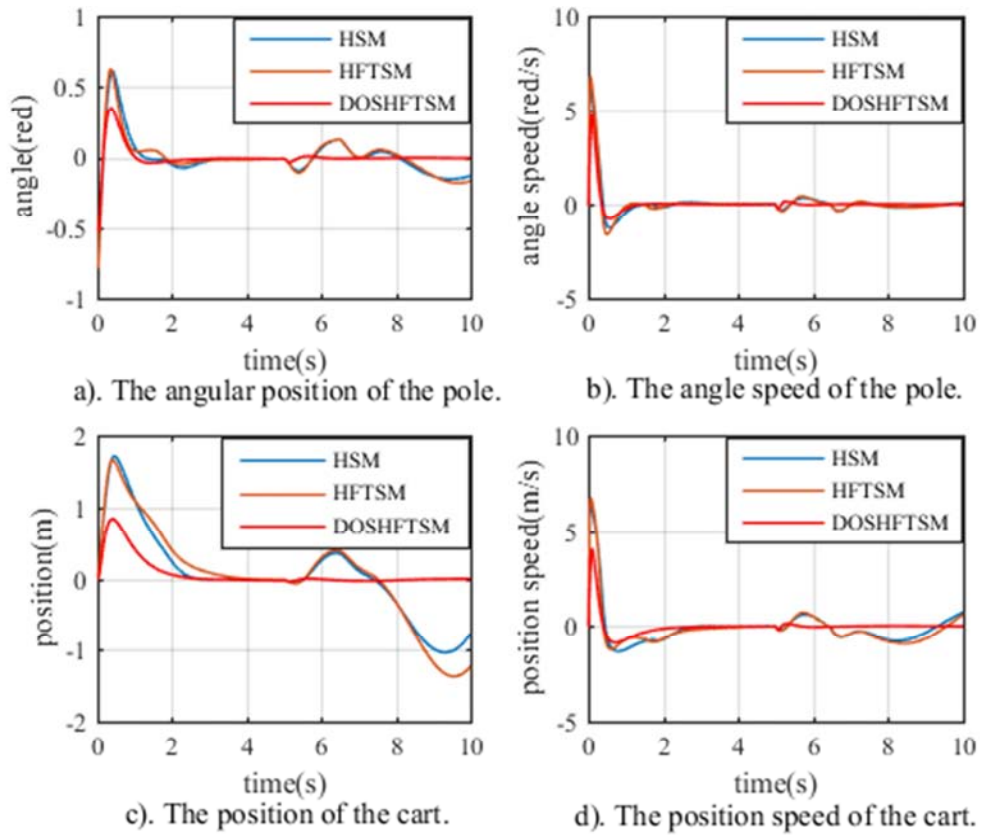 1
0.5
0
-0.5
-1
angle(red)
HSM
HFTSM
DOSHFTSM
0 2 4 6 8 10
time(s)
a). The angular position of the pole.
10
5
0
-5
angle speed(red/s)
HSM
HFTSM
DOSHFTSM
0 2 4 6 8 10
time(s)
b). The angle speed of the pole.
2
1
0
-1
-2
position(m)
HSM
HFTSM
DOSHFTSM
0 2 4 6 8 10
time(s)
c). The position of the cart.
10
5
0
-5
position speed(m/s)
HSM
HFTSM
DOSHFTSM
0 2 4 6 8 10
time(s)
d). The position speed of the cart.